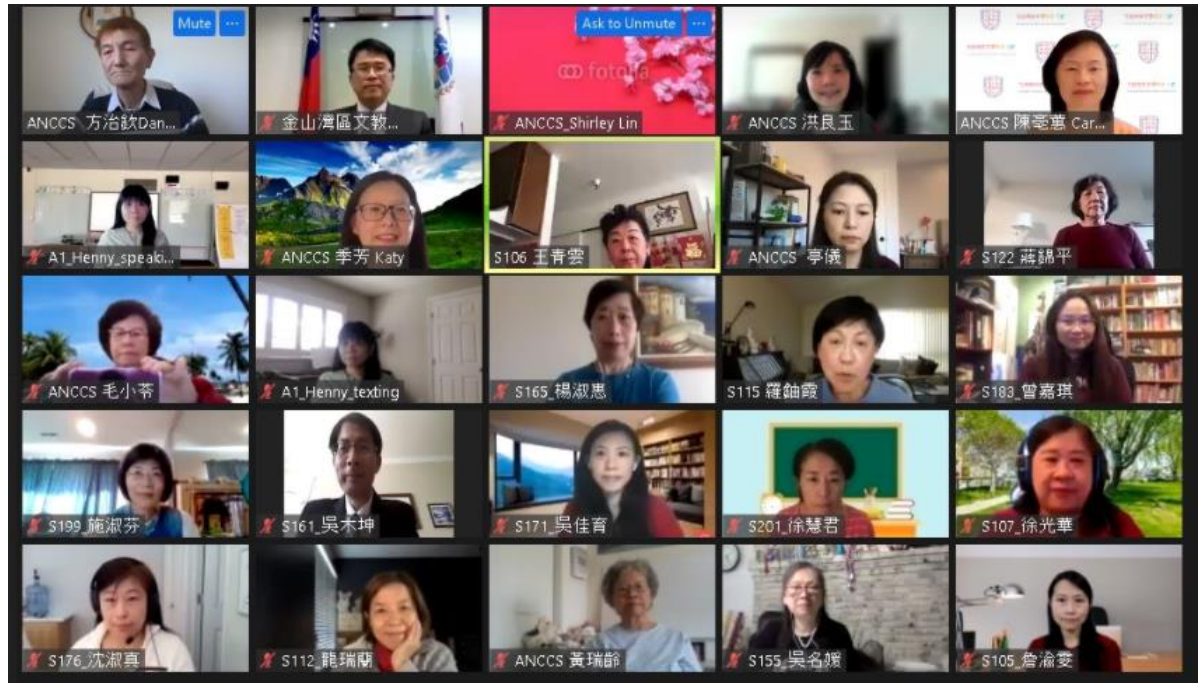 Mute
Ask to Unmute
fotolia
ANCCS 方治欽Dan...
金山灣區文教...
ANCCS_Shirley Lin
ANCCS 洪良玉
ANCCS 陳亳蕙 Car...
A1_Henny_speaki...
ANCCS 季芳 Katy
S106 王青雲
ANCCS 亭儀
S122 蔣錦平
ANCCS 毛小苓
A1_Henny_texting
S165_楊淑惠
S115 羅鈾霞
S183_曾嘉琪
S199_施淑芬
S161_吳木坤
S171_吳佳育
S201_徐慧君
S107_徐光華
S176_沈淑真
S112_龍瑞蘭
ANCCS 黃瑞齡
S155_吳名媛
S105_詹渝雯